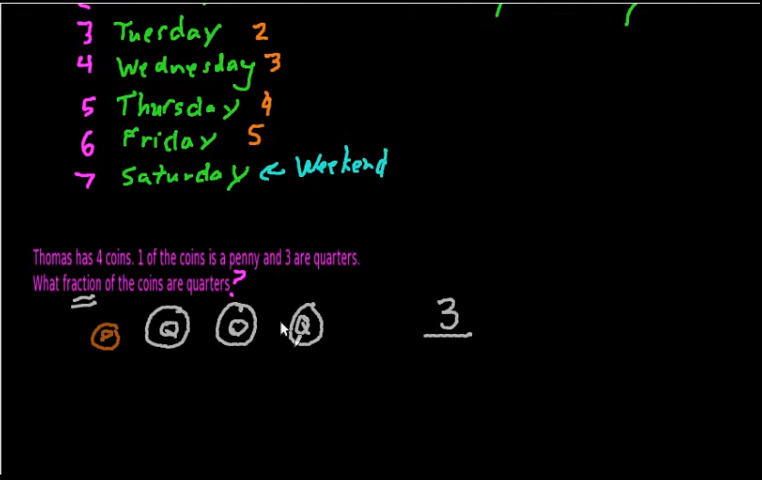 3 Tuesday 2
4 Wednesday 3
5 Thursday 4
6 Friday 5
7 Saturday ← Weekend
Thomas has 4 coins. 1 of the coins is a penny and 3 are quarters.
What fraction of the coins are quarters?
P Q Q Q 3